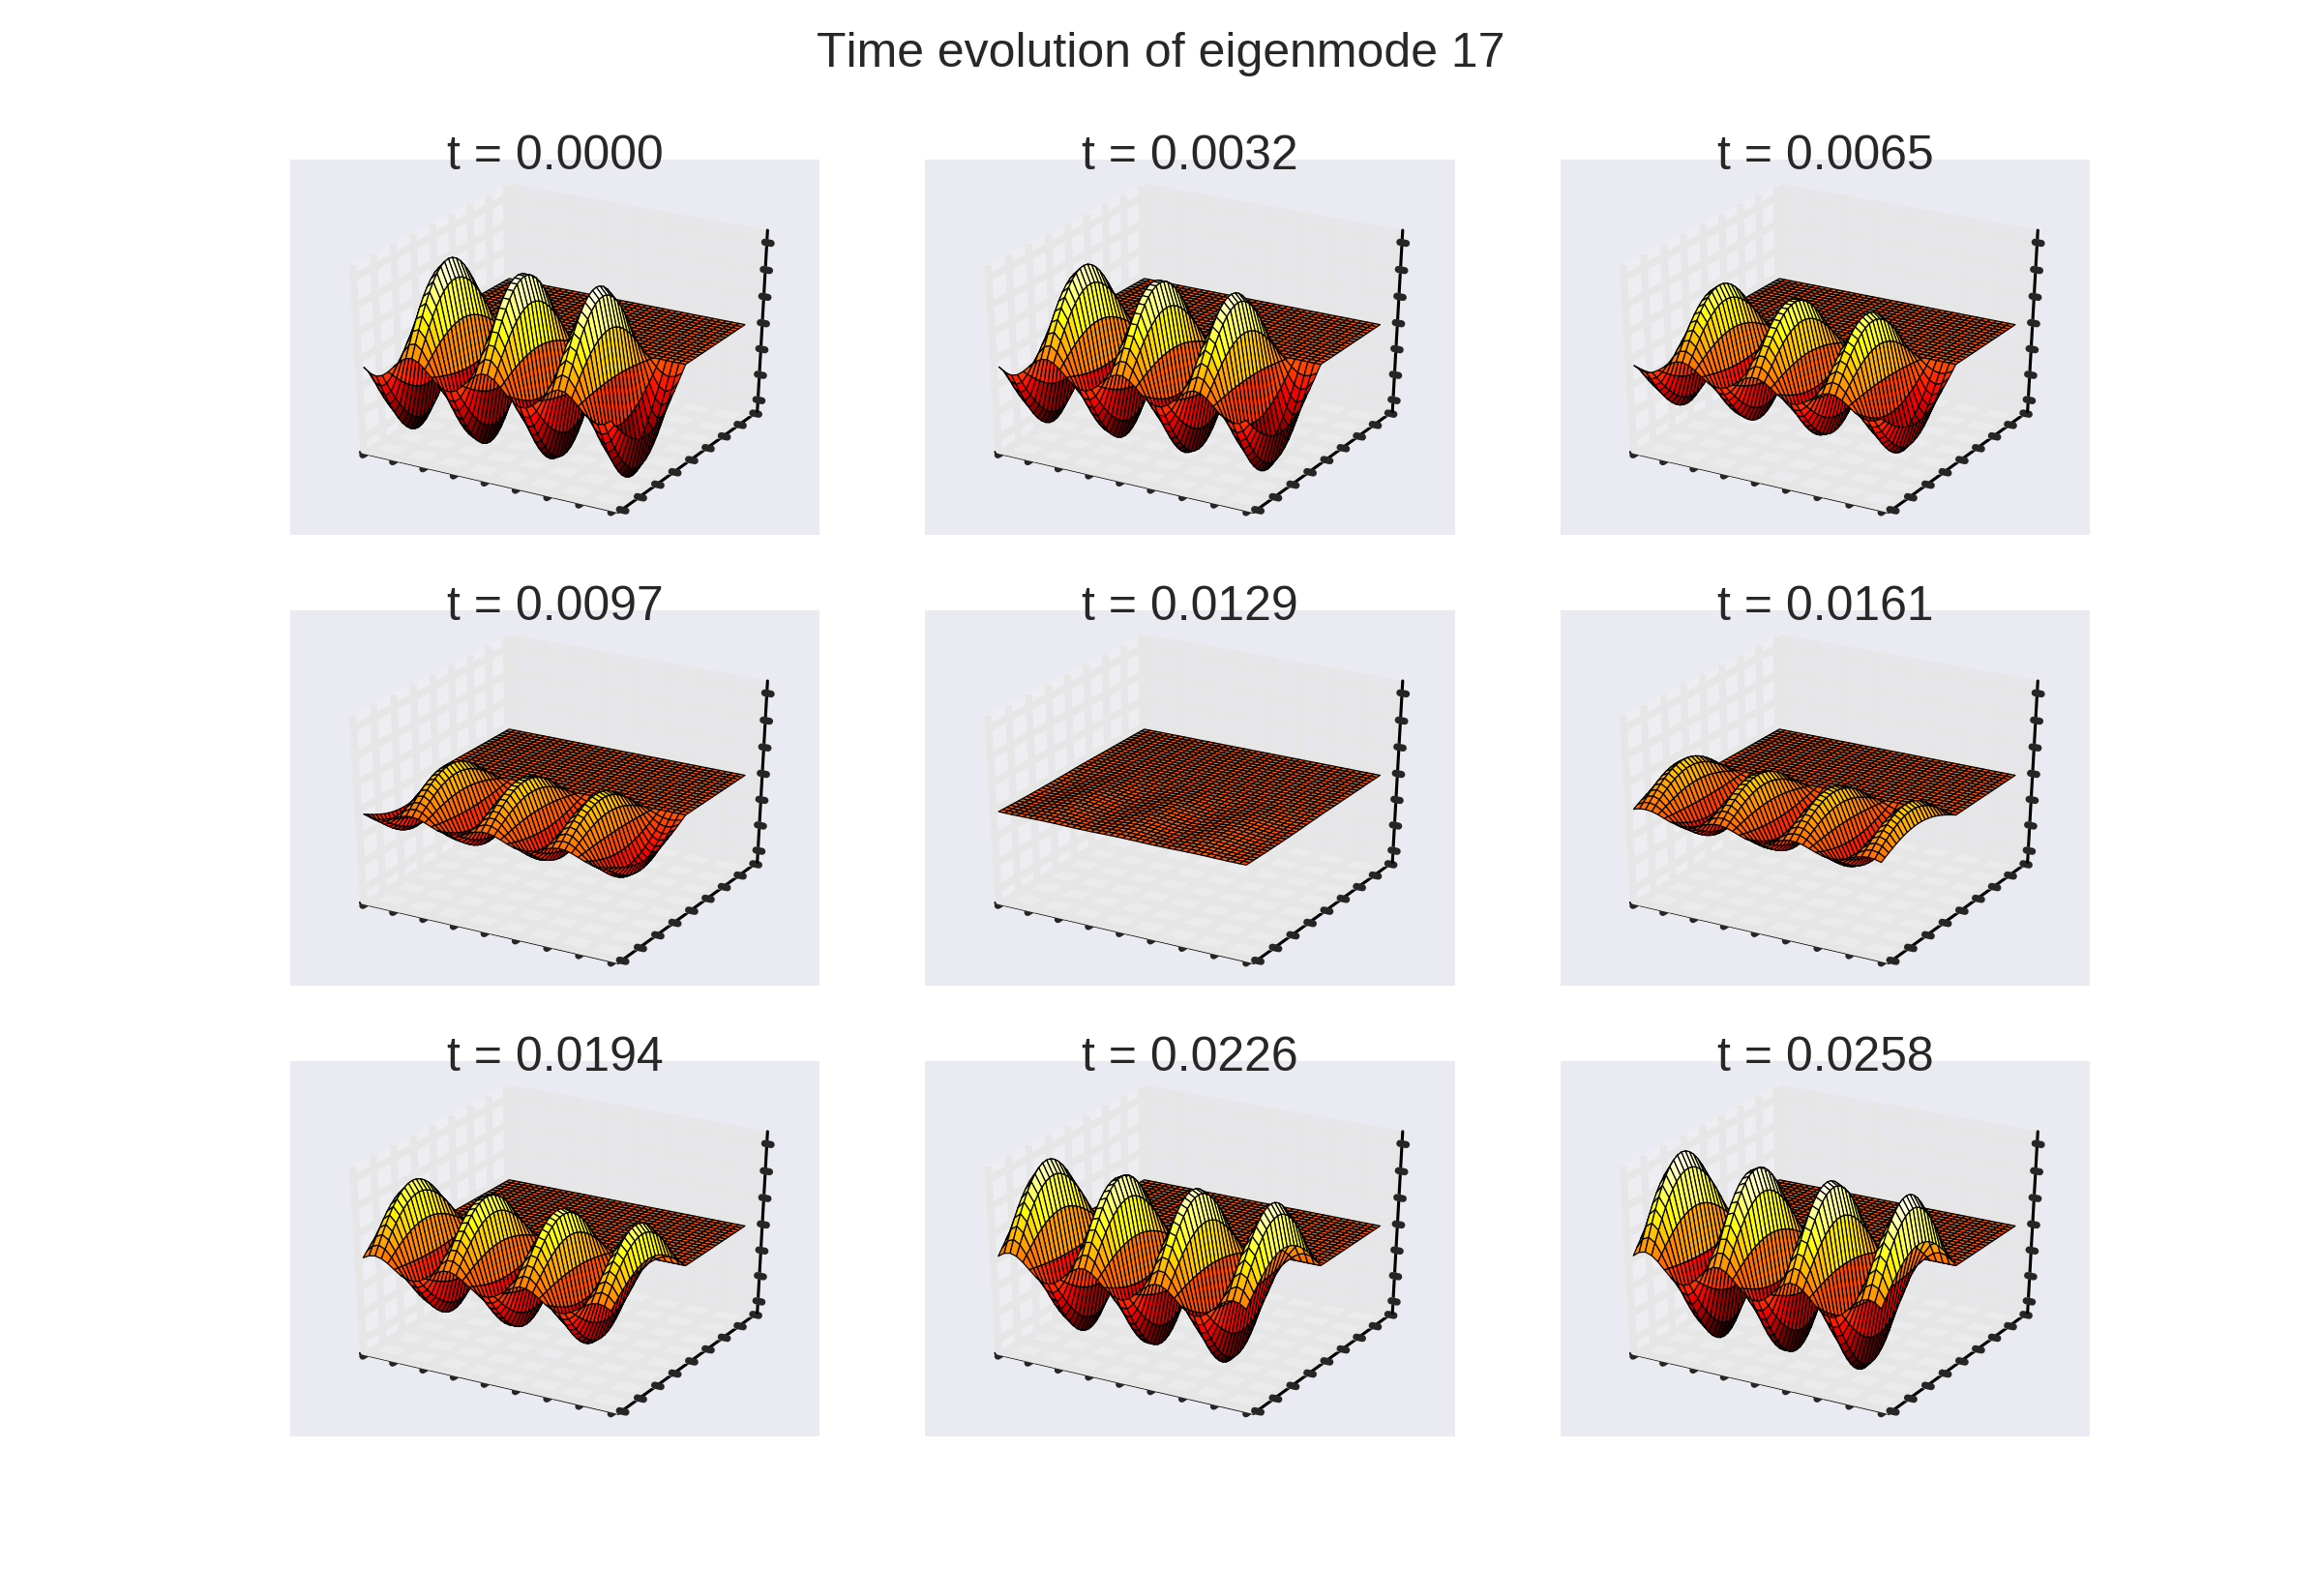 Time evolution of eigenmode 17
t = 0.0000
t = 0.0032
t = 0.0065
t = 0.0097
t = 0.0129
t = 0.0161
t = 0.0194
t = 0.0226
t = 0.0258